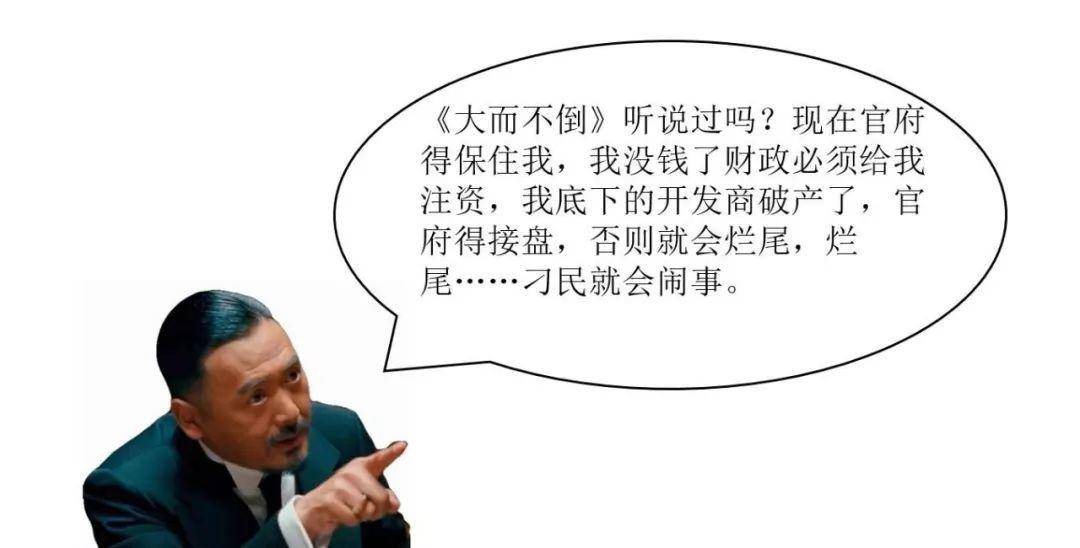 《大而不倒》听说过吗？现在官府
得保住我，我没钱了财政必须给我
注资，我底下的开发商破产了，官
府得接盘，否则就会烂尾，烂
尾……刁民就会闹事。